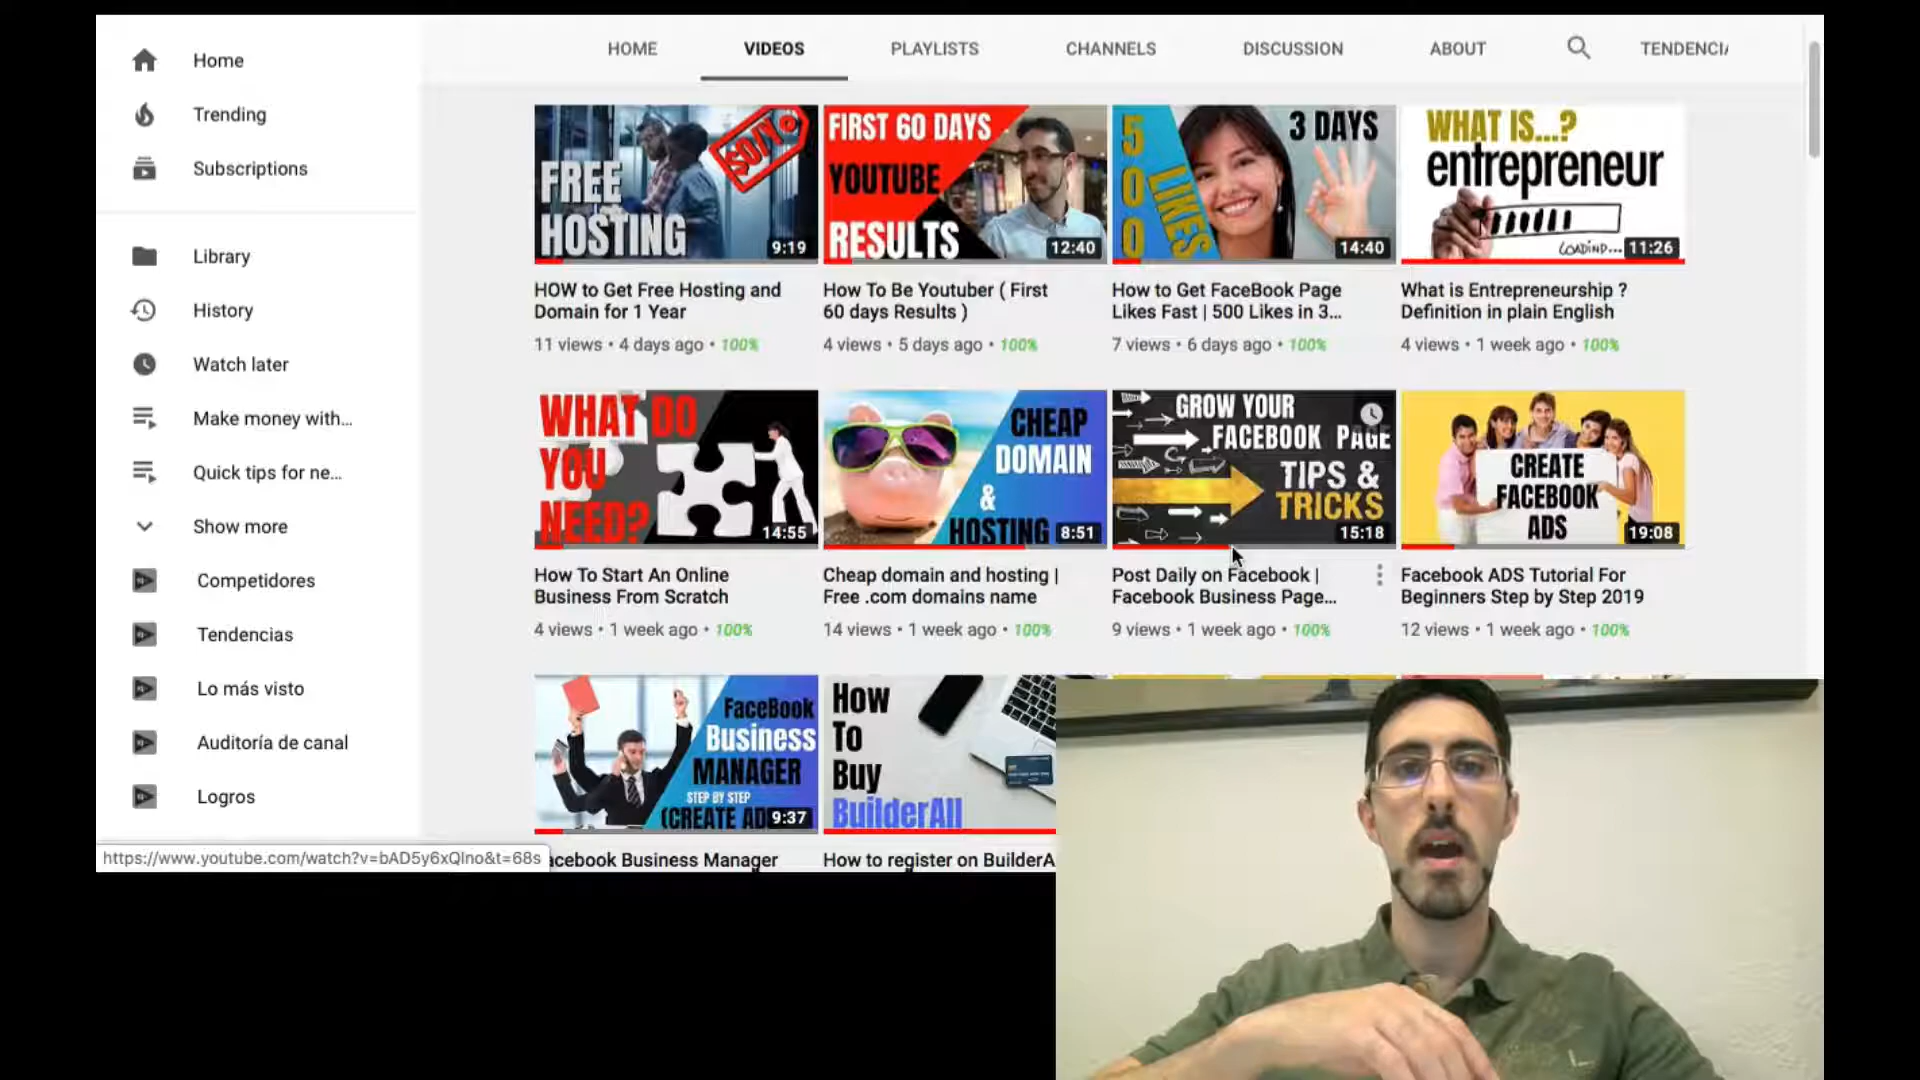 Home
Trending
Subscriptions
Library
History
Watch later
Make money with...
Quick tips for ne...
Show more
Competidores
Tendencias
Lo más visto
Auditoría de canal
Logros
https://www.youtube.com/watch?v=bAD5y6xQlno&t=68s
HOME
VIDEOS
PLAYLISTS
CHANNELS
DISCUSSION
ABOUT
TENDENCIA
FREE
HOSTING
$0/Y
9:19
HOW to Get Free Hosting and
Domain for 1 Year
11 views • 4 days ago • 100%
FIRST 60 DAYS
YOUTUBE
RESULTS
12:40
How To Be Youtuber ( First
60 days Results )
4 views • 5 days ago • 100%
500
LIKES
3 DAYS
14:40
How to Get FaceBook Page
Likes Fast | 500 Likes in 3...
7 views • 6 days ago • 100%
WHAT IS...?
entrepreneur
LOADIND...
11:26
What is Entrepreneurship ?
Definition in plain English
4 views • 1 week ago • 100%
WHAT DO
YOU
NEED?
14:55
How To Start An Online
Business From Scratch
4 views • 1 week ago • 100%
CHEAP
DOMAIN
&
HOSTING
8:51
Cheap domain and hosting |
Free .com domains name
14 views • 1 week ago • 100%
GROW YOUR
FACEBOOK PAGE
TIPS &
TRICKS
15:18
Post Daily on Facebook |
Facebook Business Page...
9 views • 1 week ago • 100%
CREATE
FACEBOOK
ADS
19:08
Facebook ADS Tutorial For
Beginners Step by Step 2019
12 views • 1 week ago • 100%
FaceBook
Business
MANAGER
STEP BY STEP
(CREATE AD
9:37
acebook Business Manager
How
To
Buy
BuilderAll
How to register on BuilderA